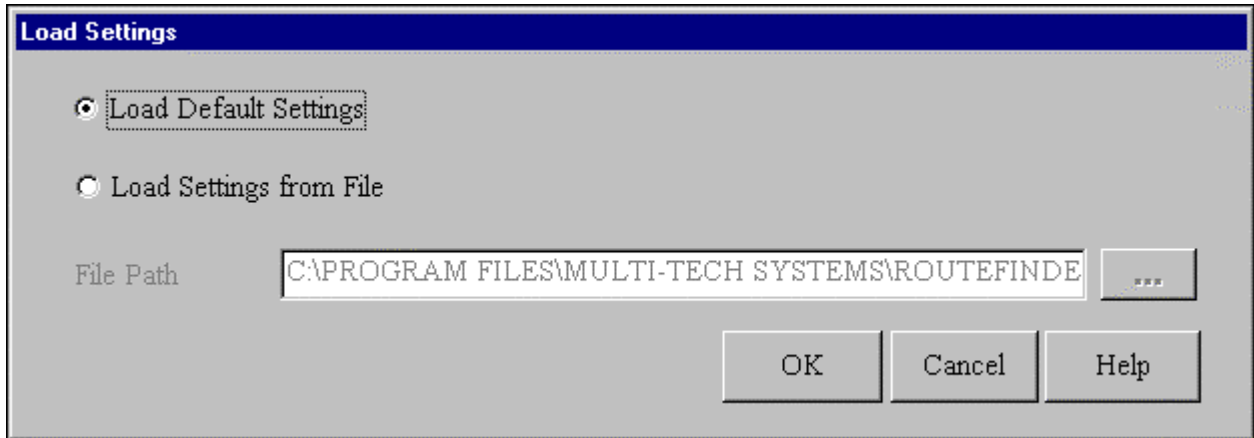 Load Settings
Load Default Settings
Load Settings from File
File Path C:\PROGRAM FILES\MULTI-TECH SYSTEMS\ROUTEFINDE ...
OK Cancel Help